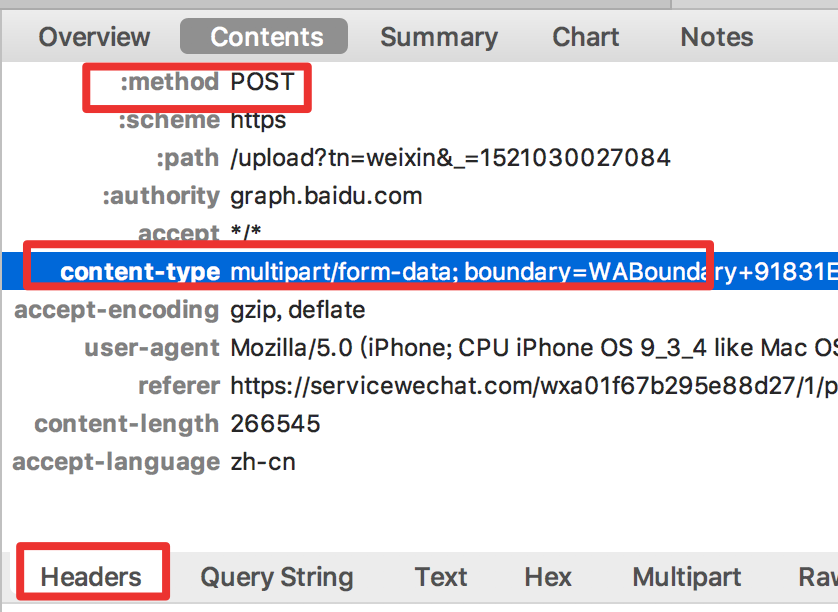 Overview Contents Summary Chart Notes
:method POST
:scheme https
:path /upload?tn=weixin&_=1521030027084
:authority graph.baidu.com
accept */*
content-type multipart/form-data; boundary=WABoundary+91831E
accept-encoding gzip, deflate
user-agent Mozilla/5.0 (iPhone; CPU iPhone OS 9_3_4 like Mac OS
referer https://servicewechat.com/wxa01f67b295e88d27/1/p
content-length 266545
accept-language zh-cn
Headers Query String Text Hex Multipart Raw